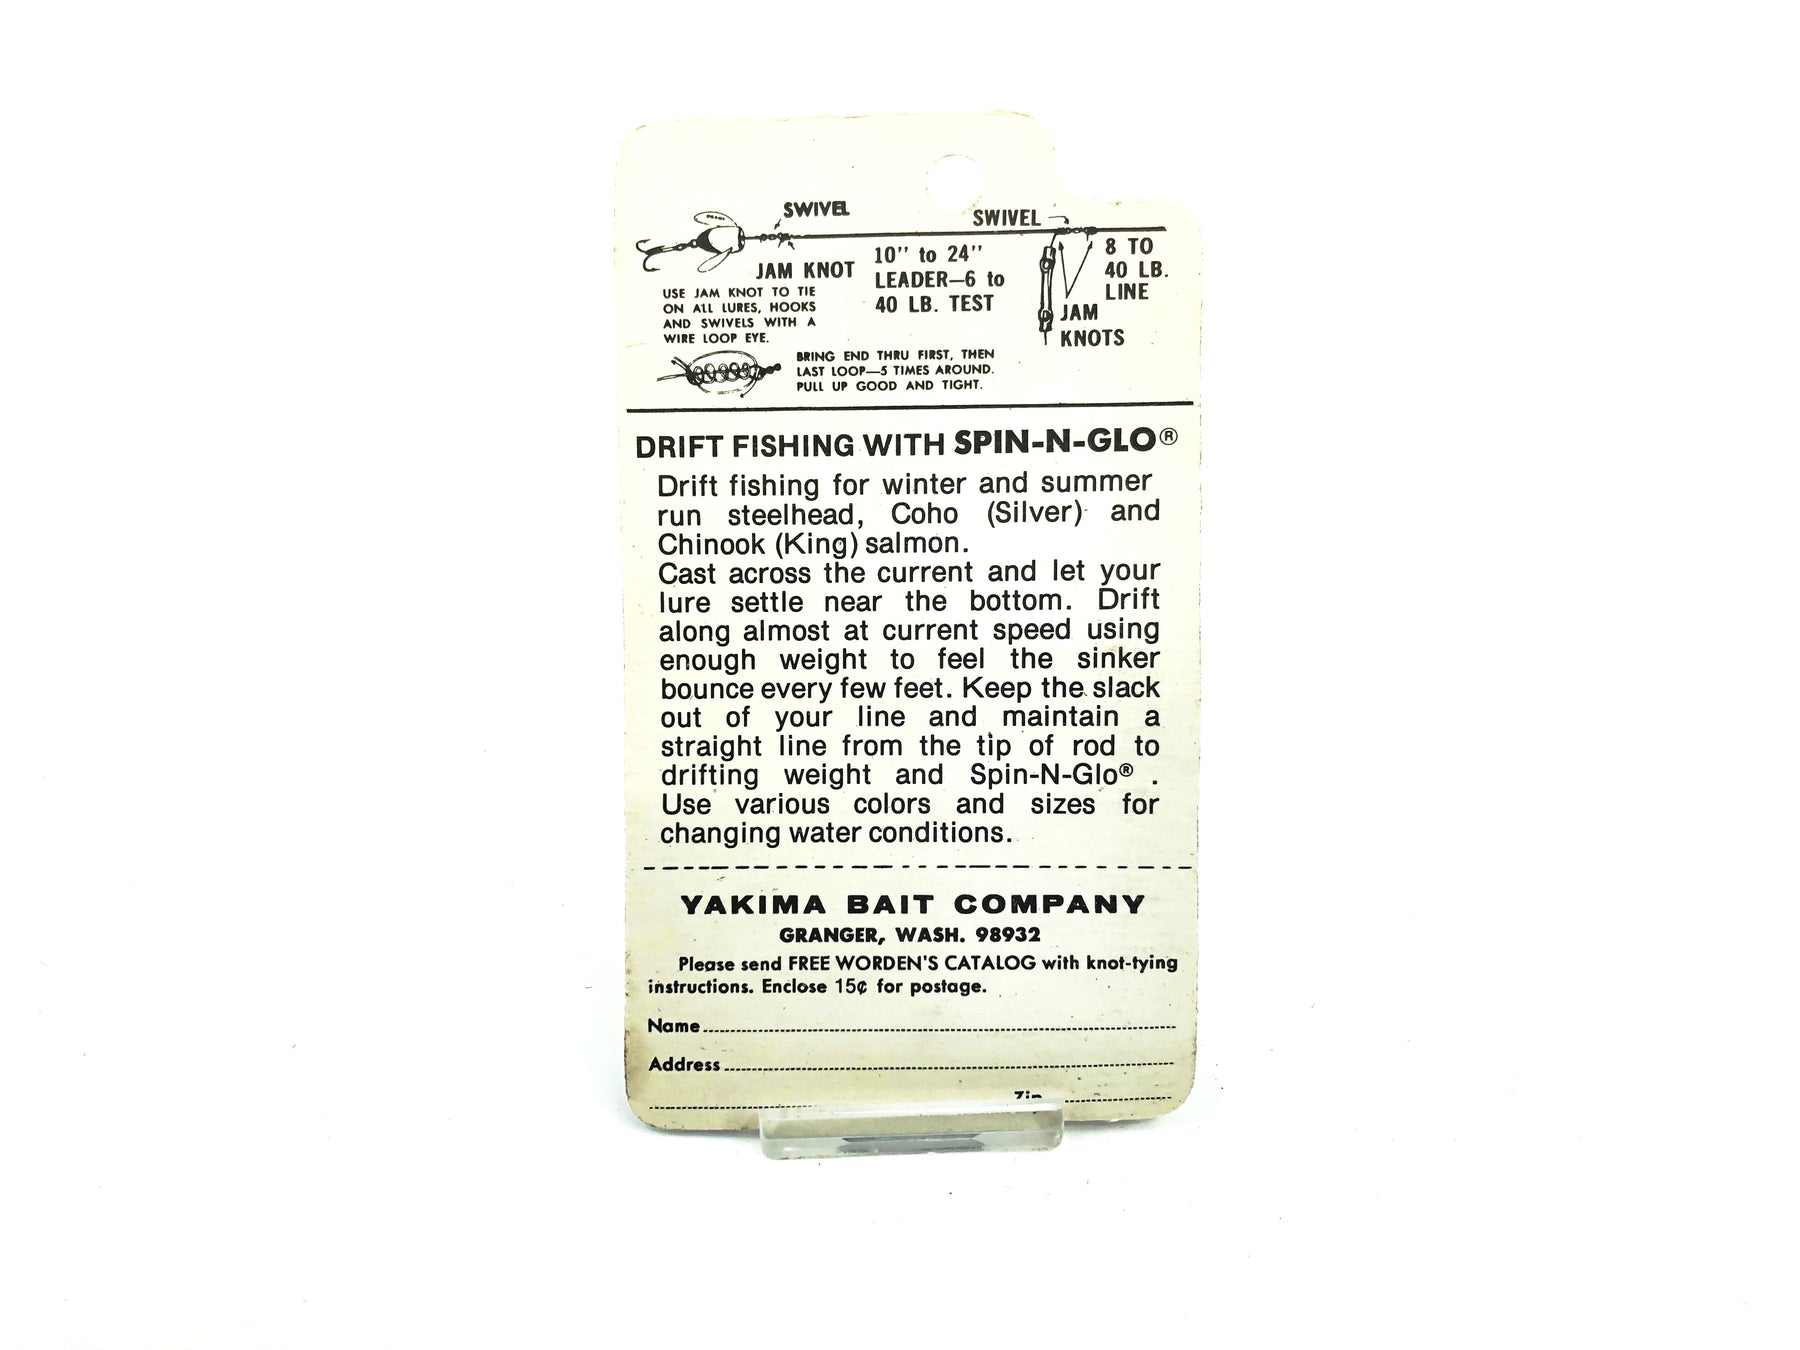 SWIVEL
SWIVEL
JAM KNOT
10" to 24"
LEADER—6 to
40 LB. TEST
8 TO
40 LB.
LINE
JAM
KNOTS
USE JAM KNOT TO TIE
ON ALL LURES, HOOKS
AND SWIVELS WITH A
WIRE LOOP EYE.
BRING END THRU FIRST, THEN
LAST LOOP—5 TIMES AROUND.
PULL UP GOOD AND TIGHT.
DRIFT FISHING WITH SPIN-N-GLO®
Drift fishing for winter and summer
run steelhead, Coho (Silver) and
Chinook (King) salmon.
Cast across the current and let your
lure settle near the bottom. Drift
along almost at current speed using
enough weight to feel the sinker
bounce every few feet. Keep the slack
out of your line and maintain a
straight line from the tip of rod to
drifting weight and Spin-N-Glo® .
Use various colors and sizes for
changing water conditions.
YAKIMA BAIT COMPANY
GRANGER, WASH. 98932
Please send FREE WORDEN'S CATALOG with knot-tying
instructions. Enclose 15¢ for postage.
Name
Address
Zip